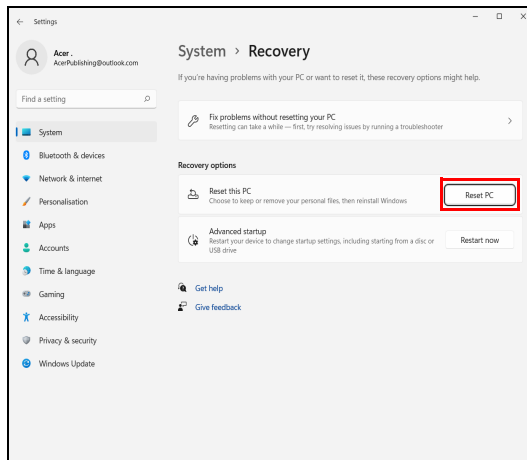 Settings
Acer .
AcerPublishing@outlook.com
Find a setting
System
Bluetooth & devices
Network & internet
Personalisation
Apps
Accounts
Time & language
Gaming
Accessibility
Privacy & security
Windows Update
System > Recovery
If you're having problems with your PC or want to reset it, these recovery options might help.
Fix problems without resetting your PC
Resetting can take a while — first, try resolving issues by running a troubleshooter
Recovery options
Reset this PC
Choose to keep or remove your personal files, then reinstall Windows
Reset PC
Advanced startup
Restart your device to change startup settings, including starting from a disc or
USB drive
Restart now
Get help
Give feedback